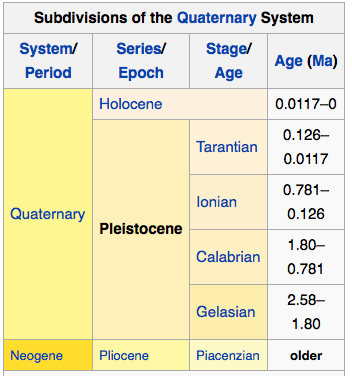 Subdivisions of the Quaternary System
System/
Period
Series/
Epoch
Stage/
Age
Age (Ma)
Quaternary
Holocene
0.0117–0
Pleistocene
Tarantian
0.126–
0.0117
Ionian
0.781–
0.126
Calabrian
1.80–
0.781
Gelasian
2.58–
1.80
Neogene
Pliocene
Piacenzian
older